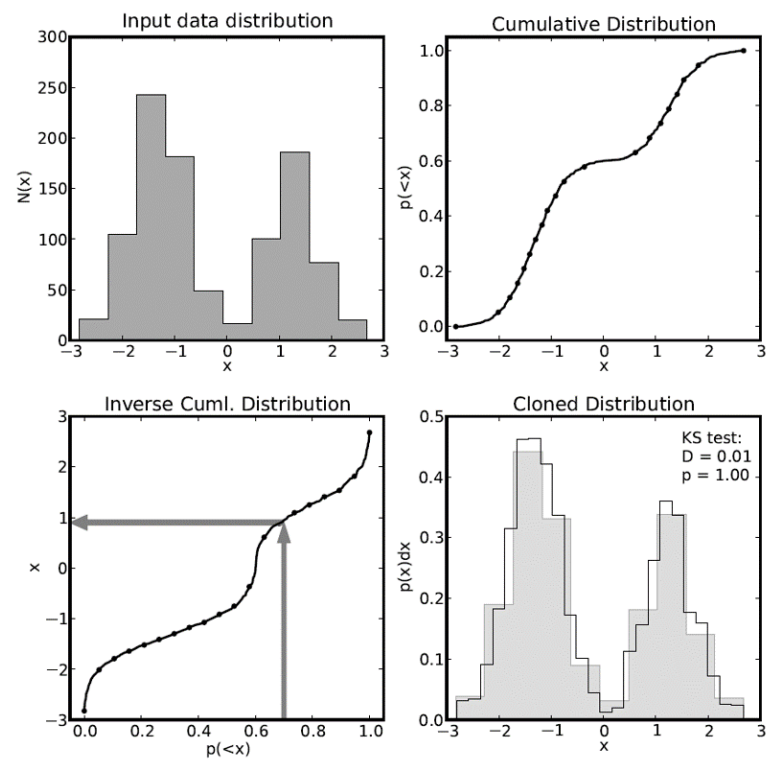 Input data distribution
300
250
200
150
100
50
0
N(x)
−3 −2 −1 0 1 2 3
x
Cumulative Distribution
1.0
0.8
0.6
0.4
0.2
0.0
p(<x)
−3 −2 −1 0 1 2 3
x
Inverse Cuml. Distribution
3
2
1
0
−1
−2
−3
x
0.0 0.2 0.4 0.6 0.8 1.0
p(<x)
Cloned Distribution
0.5
0.4
0.3
0.2
0.1
0.0
p(x)dx
KS test:
D = 0.01
p = 1.00
−3 −2 −1 0 1 2 3
x